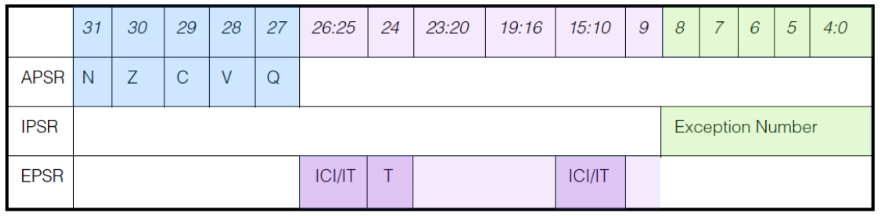 31 30 29 28 27 26:25 24 23:20 19:16 15:10 9 8 7 6 5 4:0
APSR N Z C V Q
IPSR Exception Number
EPSR ICI/IT T ICI/IT